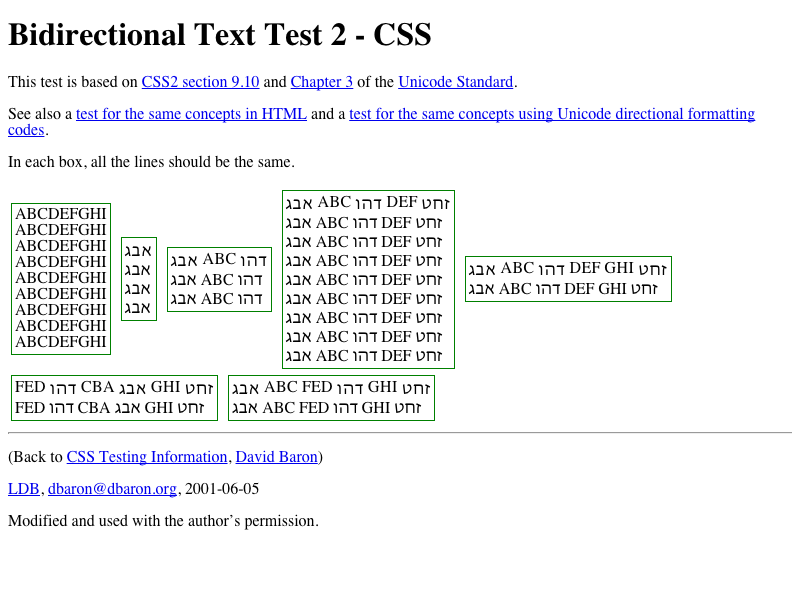 Bidirectional Text Test 2 - CSS
This test is based on CSS2 section 9.10 and Chapter 3 of the Unicode Standard.
See also a test for the same concepts in HTML and a test for the same concepts using Unicode directional formatting
codes.
In each box, all the lines should be the same.
ABCDEFGHI
ABCDEFGHI
ABCDEFGHI
ABCDEFGHI
ABCDEFGHI
ABCDEFGHI
ABCDEFGHI
ABCDEFGHI
ABCDEFGHI
אבג
אבג
אבג
אבג
אבג ABC דהו
אבג ABC דהו
אבג ABC דהו
אבג ABC דהו DEF זחט
אבג ABC דהו DEF זחט
אבג ABC דהו DEF זחט
אבג ABC דהו DEF זחט
אבג ABC דהו DEF זחט
אבג ABC דהו DEF זחט
אבג ABC דהו DEF זחט
אבג ABC דהו DEF זחט
אבג ABC דהו DEF זחט
אבג ABC דהו DEF GHI זחט
אבג ABC דהו DEF GHI זחט
FED דהו CBA אבג GHI זחט
FED דהו CBA אבג GHI זחט
אבג ABC FED דהו GHI זחט
אבג ABC FED דהו GHI זחט
(Back to CSS Testing Information, David Baron)
LDB, dbaron@dbaron.org, 2001-06-05
Modified and used with the author's permission.